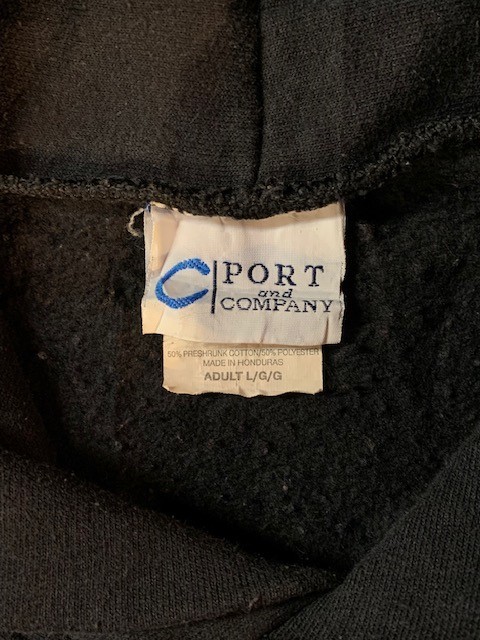 C PORT
and
COMPANY
50% PRESHRUNK COTTON/50% POLYESTER
MADE IN HONDURAS
ADULT L/G/G